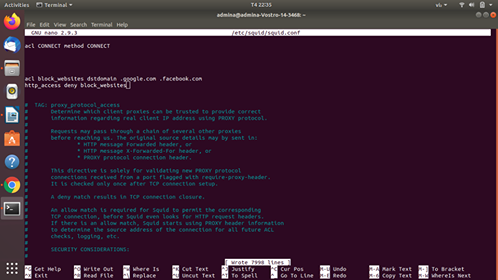 Activities
Terminal
T4 22:35
vi
admina@admina-Vostro-14-3468: ~
File Edit View Search Terminal Help
GNU nano 2.9.3
/etc/squid/squid.conf
acl CONNECT method CONNECT
acl block_websites dstdomain .google.com .facebook.com
http_access deny block_websites
# TAG: proxy_protocol_access
# Determine which client proxies can be trusted to provide correct
# information regarding real client IP address using PROXY protocol.
#
# Requests may pass through a chain of several other proxies
# before reaching us. The original source details may by sent in:
# * HTTP message Forwarded header, or
# * HTTP message X-Forwarded-For header, or
# * PROXY protocol connection header.
#
# This directive is solely for validating new PROXY protocol
# connections received from a port flagged with require-proxy-header.
# It is checked only once after TCP connection setup.
#
# A deny match results in TCP connection closure.
#
# An allow match is required for Squid to permit the corresponding
# TCP connection, before Squid even looks for HTTP request headers.
# If there is an allow match, Squid starts using PROXY header information
# to determine the source address of the connection for all future ACL
# checks, logging, etc.
#
# SECURITY CONSIDERATIONS:
[ Wrote 7998 lines ]
^G Get Help ^O Write Out ^W Where Is ^K Cut Text ^J Justify ^C Cur Pos M-U Undo M-A Mark Text M-] To Bracket
^X Exit ^R Read File ^\ Replace ^U Uncut Text ^T To Spell ^_ Go To Line M-E Redo M-6 Copy Text M-W WhereIs Next